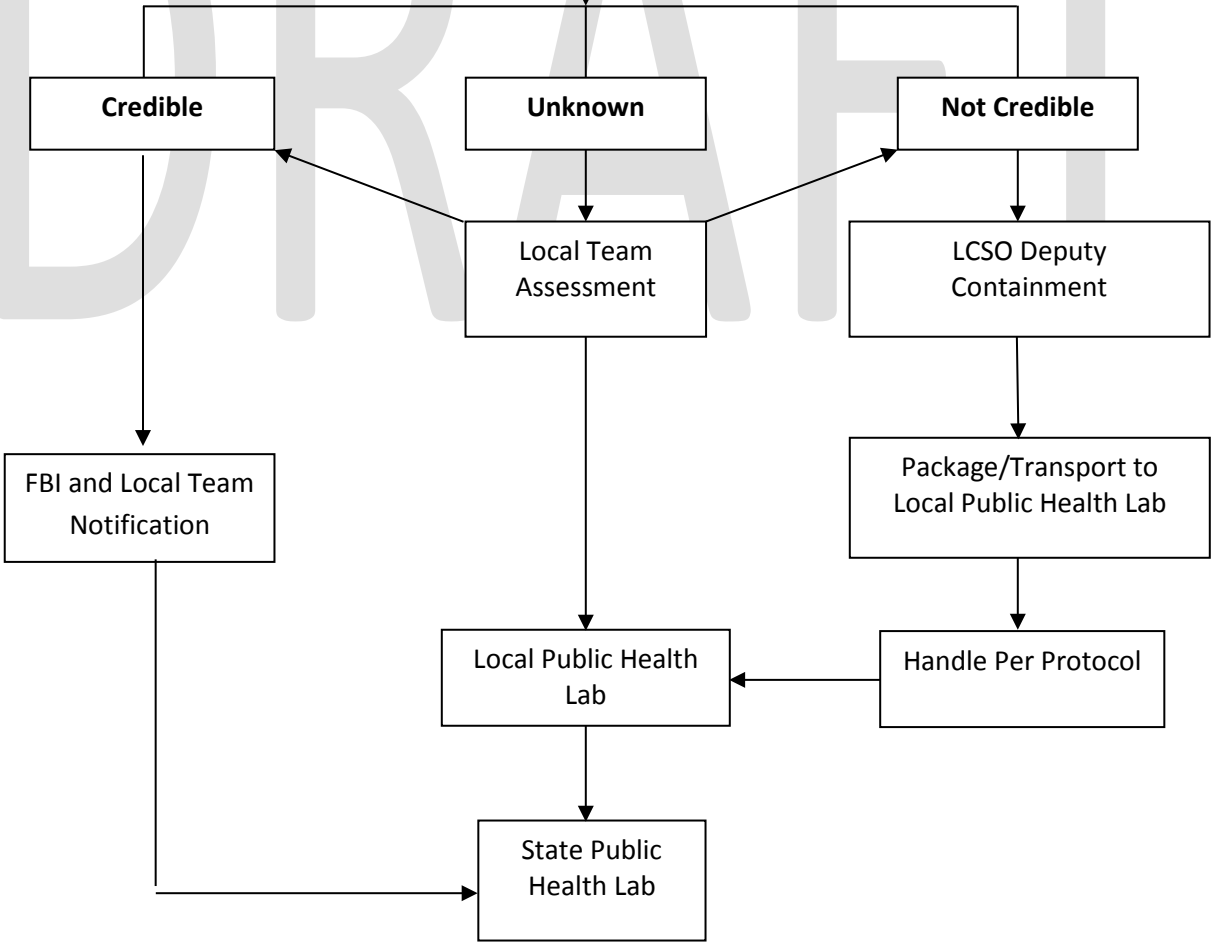 DRAFT
Credible
Unknown
Not Credible
Local Team
Assessment
LCSO Deputy
Containment
FBI and Local Team
Notification
Package/Transport to
Local Public Health Lab
Local Public Health
Lab
Handle Per Protocol
State Public
Health Lab